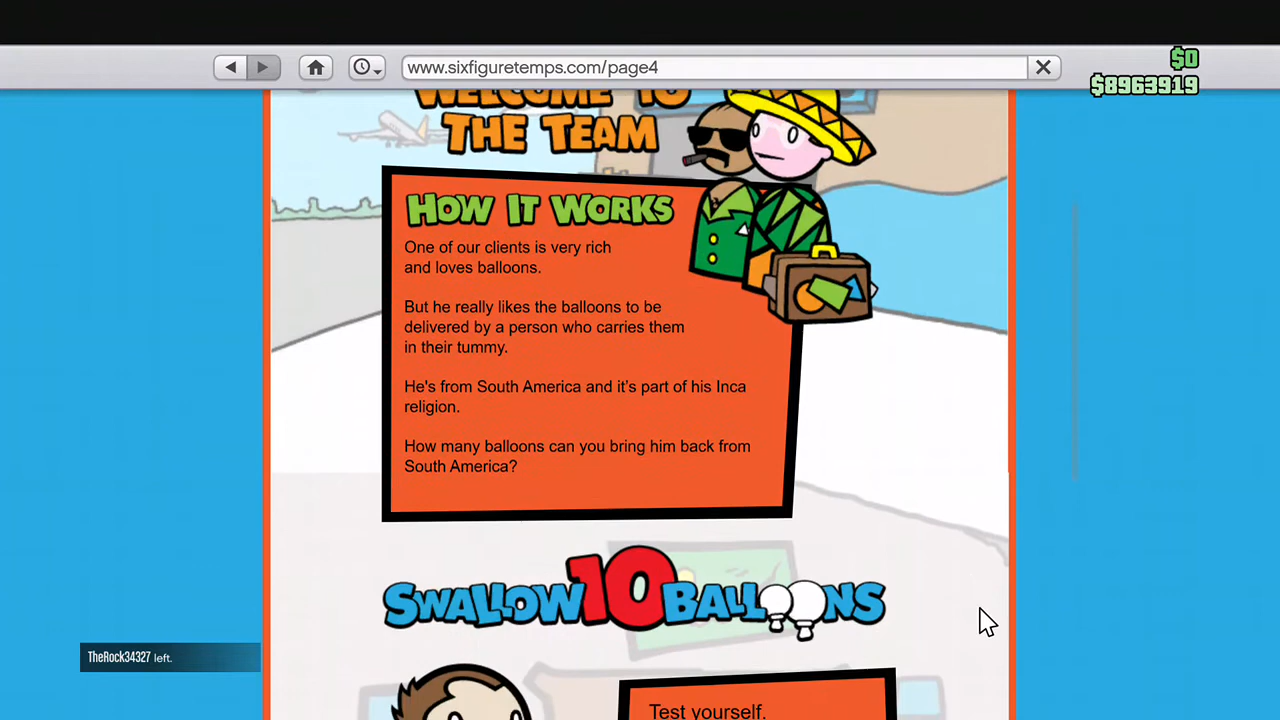 www.sixfiguretemps.com/page4
$0
$8963919
WELCOME TO
THE TEAM
HOW IT WORKS
One of our clients is very rich
and loves balloons.
But he really likes the balloons to be
delivered by a person who carries them
in their tummy.
He's from South America and it's part of his Inca
religion.
How many balloons can you bring him back from
South America?
SWALLOW 10 BALLOONS
TheRock34327 left.
Test yourself.